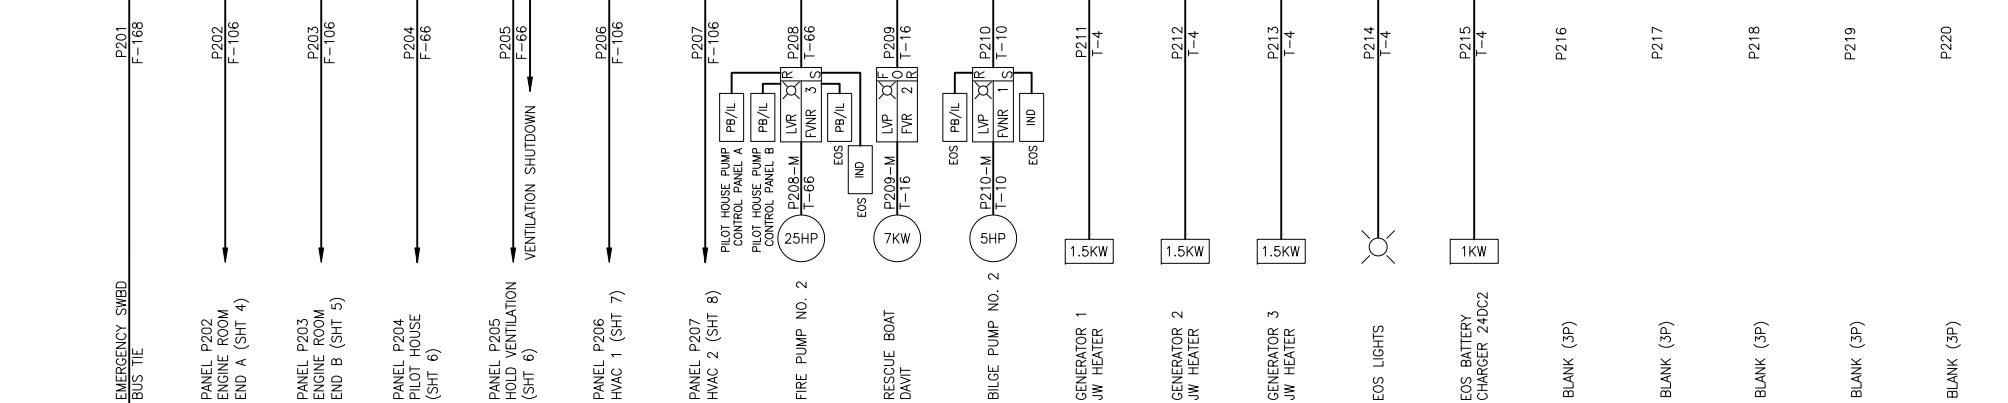 P201
F-168
EMERGENCY SWBD
BUS TIE
P202
F-106
PANEL P202
ENGINE ROOM
END A (SHT 4)
P203
F-106
PANEL P203
ENGINE ROOM
END B (SHT 5)
P204
F-66
PANEL P204
PILOT HOUSE
(SHT 6)
P205
F-66
VENTILATION SHUTDOWN
PANEL P205
HOLD VENTILATION
(SHT 6)
P206
F-106
PANEL P206
HVAC 1 (SHT 7)
P207
F-106
PANEL P207
HVAC 2 (SHT 8)
PB/IL
PILOT HOUSE PUMP
CONTROL PANEL A
PB/IL
PILOT HOUSE PUMP
CONTROL PANEL B
P208
T-66
R
S
LVR
FVNR 3
PB/IL
EOS
IND
EOS
P208-M
T-66
25HP
FIRE PUMP NO. 2
P209
T-16
F
O
R
LVP
FVR 2
P209-M
T-16
7KW
RESCUE BOAT
DAVIT
P210
T-10
R
S
PB/IL
EOS
LVP
FVNR 1
IND
EOS
P210-M
T-10
5HP
BILGE PUMP NO. 2
P211
T-4
1.5KW
GENERATOR 1
JW HEATER
P212
T-4
1.5KW
GENERATOR 2
JW HEATER
P213
T-4
1.5KW
GENERATOR 3
JW HEATER
P214
T-4
EOS LIGHTS
P215
T-4
1KW
EOS BATTERY
CHARGER 24DC2
P216
BLANK (3P)
P217
BLANK (3P)
P218
BLANK (3P)
P219
BLANK (3P)
P220
BLANK (3P)